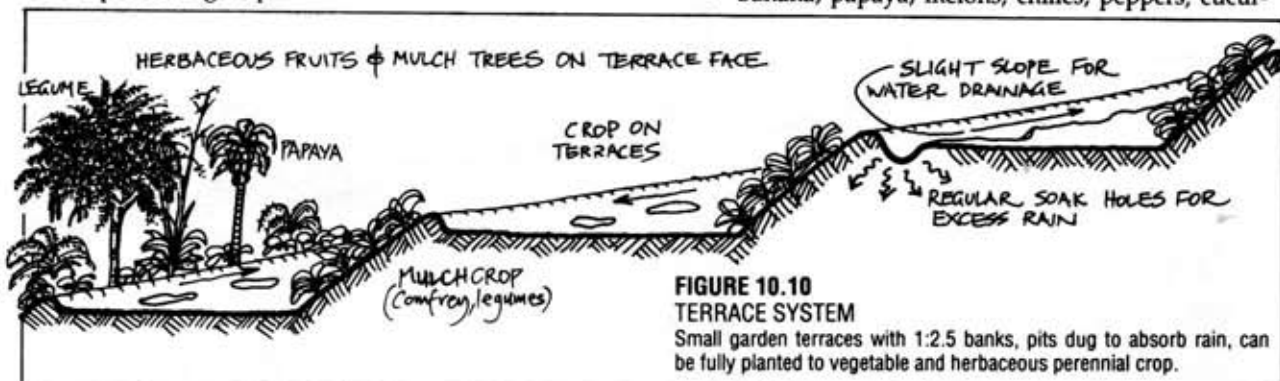 HERBACEOUS FRUITS & MULCH TREES ON TERRACE FACE
LEGUME
PAPAYA
CROP ON
TERRACES
SLIGHT SLOPE FOR
WATER DRAINAGE
REGULAR SOAK HOLES FOR
EXCESS RAIN
MULCH CROP
(Comfrey, legumes)
FIGURE 10.10
TERRACE SYSTEM
Small garden terraces with 1:2.5 banks, pits dug to absorb rain, can
be fully planted to vegetable and herbaceous perennial crop.